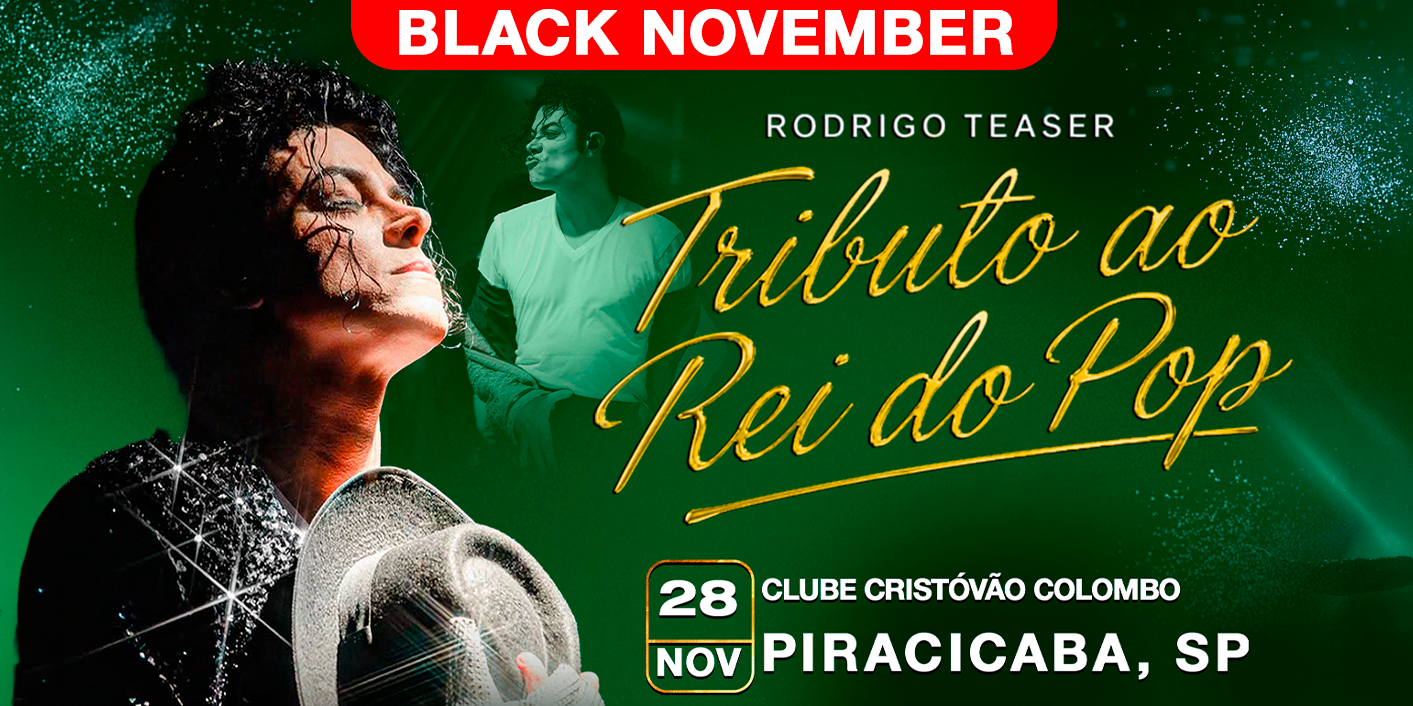 BLACK NOVEMBER
RODRIGO TEASER
Tributo ao
Rei do Pop
28
NOV
CLUBE CRISTÓVÃO COLOMBO
PIRACICABA, SP